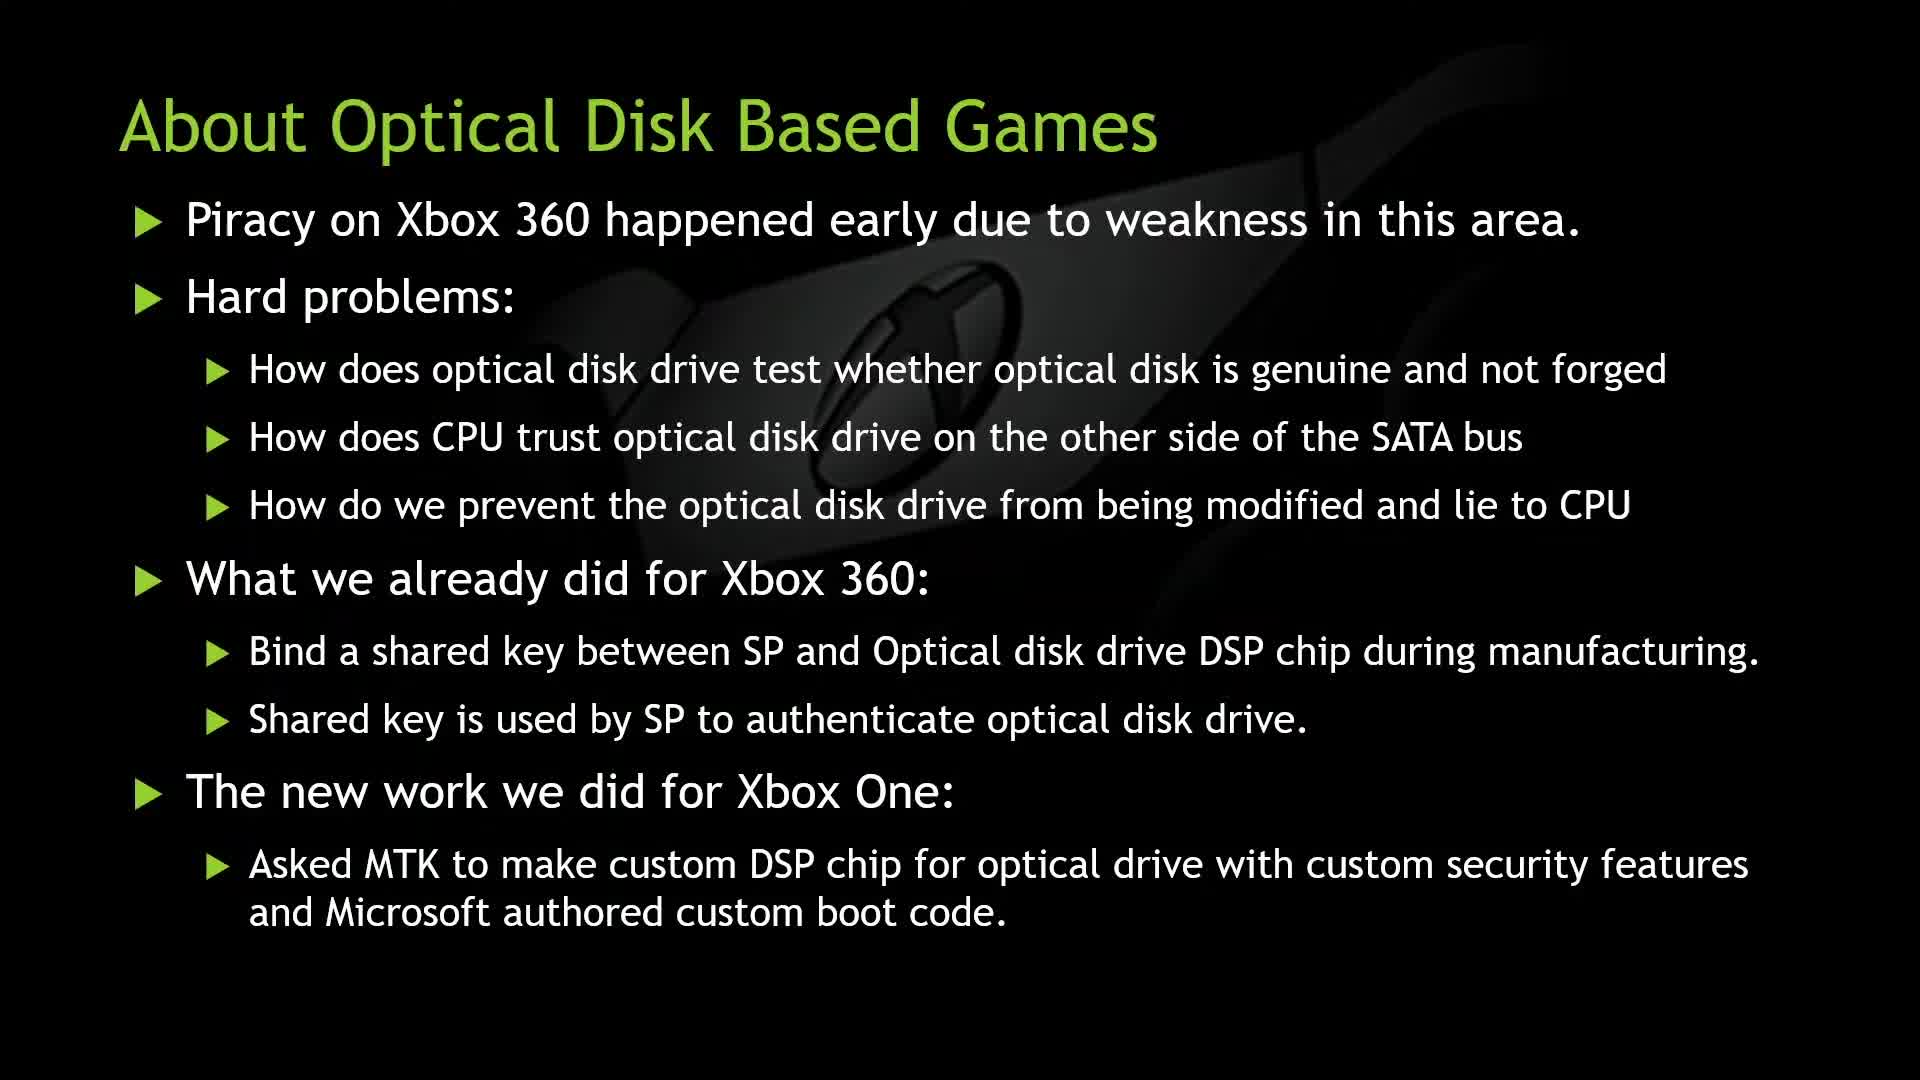 About Optical Disk Based Games
Piracy on Xbox 360 happened early due to weakness in this area.
Hard problems:
How does optical disk drive test whether optical disk is genuine and not forged
How does CPU trust optical disk drive on the other side of the SATA bus
How do we prevent the optical disk drive from being modified and lie to CPU
What we already did for Xbox 360:
Bind a shared key between SP and Optical disk drive DSP chip during manufacturing.
Shared key is used by SP to authenticate optical disk drive.
The new work we did for Xbox One:
Asked MTK to make custom DSP chip for optical drive with custom security features
and Microsoft authored custom boot code.